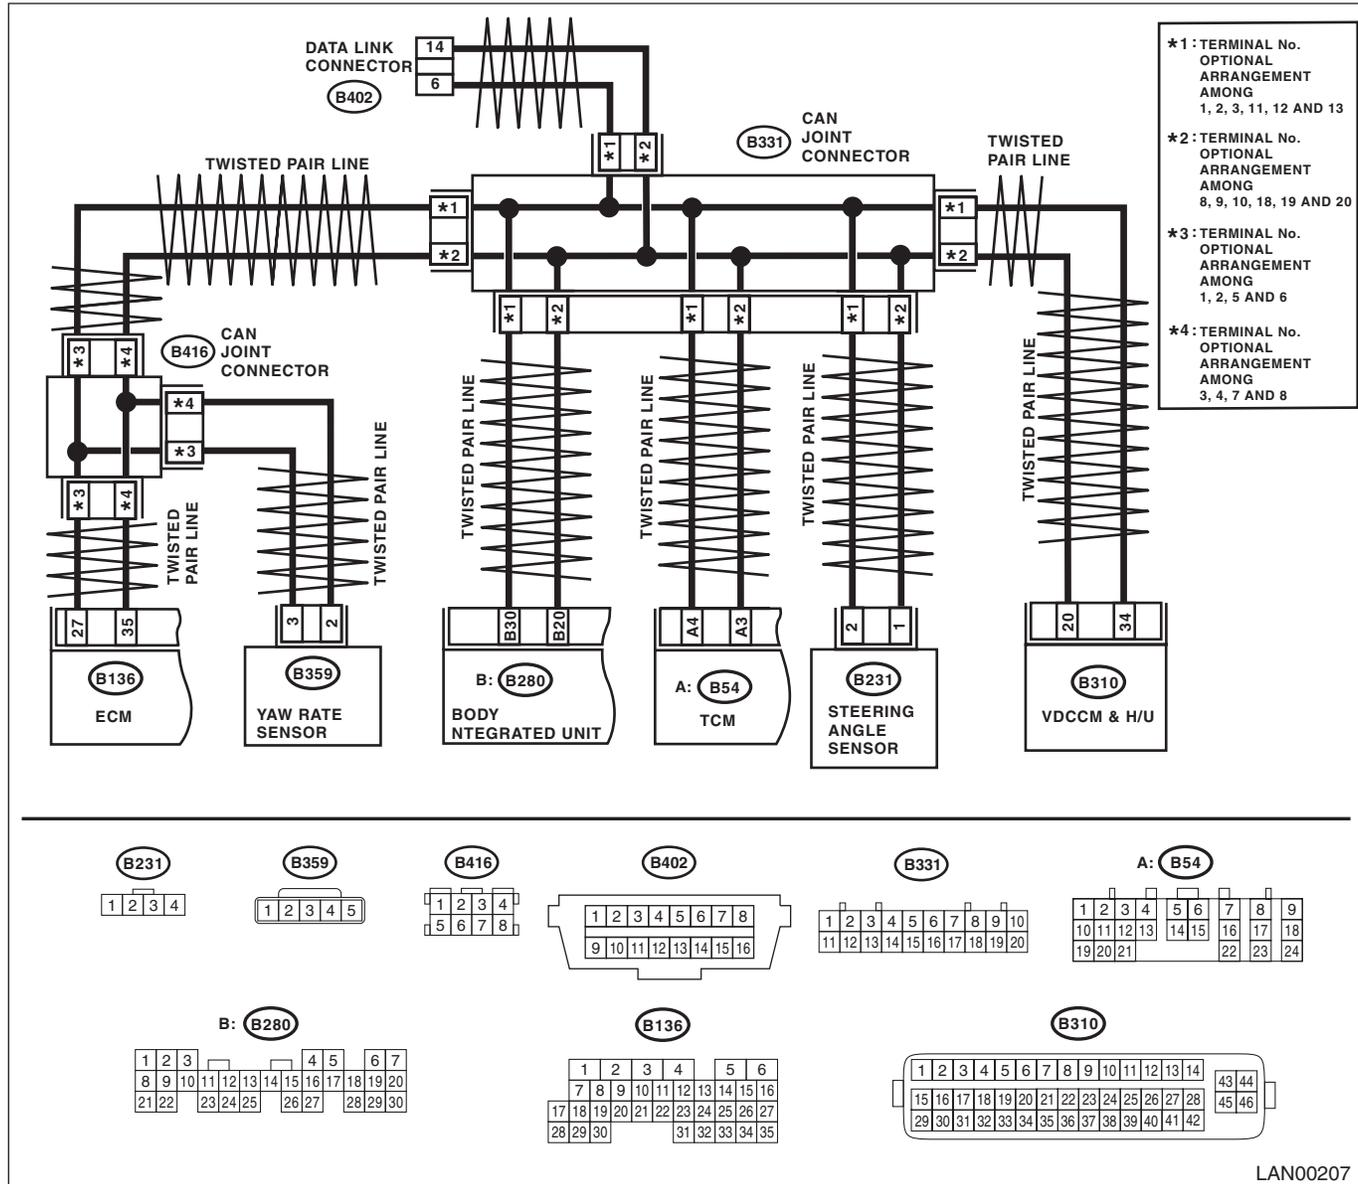 DATA LINK
CONNECTOR
B402
14
6
*1
*2
B331
CAN
JOINT
CONNECTOR
TWISTED PAIR LINE
TWISTED
PAIR LINE
*1
*2
*1
*2
*1
*2
*1
*2
*1
*2
*3
*4
B416
CAN
JOINT
CONNECTOR
*4
*3
*3
*4
TWISTED
PAIR LINE
TWISTED PAIR LINE
TWISTED PAIR LINE
TWISTED PAIR LINE
TWISTED PAIR LINE
TWISTED PAIR LINE
*1: TERMINAL No.
OPTIONAL
ARRANGEMENT
AMONG
1, 2, 3, 11, 12 AND 13
*2: TERMINAL No.
OPTIONAL
ARRANGEMENT
AMONG
8, 9, 10, 18, 19 AND 20
*3: TERMINAL No.
OPTIONAL
ARRANGEMENT
AMONG
1, 2, 5 AND 6
*4: TERMINAL No.
OPTIONAL
ARRANGEMENT
AMONG
3, 4, 7 AND 8
27 35
B136
ECM
3 2
B359
YAW RATE
SENSOR
B30 B20
B: B280
BODY
NTEGRATED UNIT
A4 A3
A: B54
TCM
2 1
B231
STEERING
ANGLE
SENSOR
20 34
B310
VDCCM & H/U
B231
1 2 3 4
B359
1 2 3 4 5
B416
1 2 3 4
5 6 7 8
B402
1 2 3 4 5 6 7 8
9 10 11 12 13 14 15 16
B331
1 2 3 4 5 6 7 8 9 10
11 12 13 14 15 16 17 18 19 20
A: B54
1 2 3 4 5 6 7 8 9
10 11 12 13 14 15 16 17 18
19 20 21 22 23 24
B: B280
1 2 3 4 5 6 7
8 9 10 11 12 13 14 15 16 17 18 19 20
21 22 23 24 25 26 27 28 29 30
B136
1 2 3 4 5 6
7 8 9 10 11 12 13 14 15 16
17 18 19 20 21 22 23 24 25 26 27
28 29 30 31 32 33 34 35
B310
1 2 3 4 5 6 7 8 9 10 11 12 13 14
15 16 17 18 19 20 21 22 23 24 25 26 27 28
29 30 31 32 33 34 35 36 37 38 39 40 41 42
43 44
45 46
LAN00207